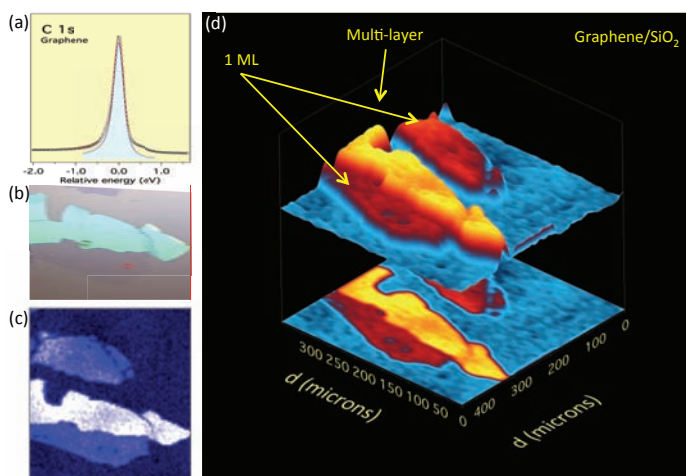 (a)
C 1s
Graphene
-2.0 -1.0 0.0 1.0
Relative energy (eV)
(b)
(c)
(d)
Multi-layer
Graphene/SiO₂
1 ML
300 250 200 150 100 50 0
d (microns)
400 300 200 100 0
d (microns)